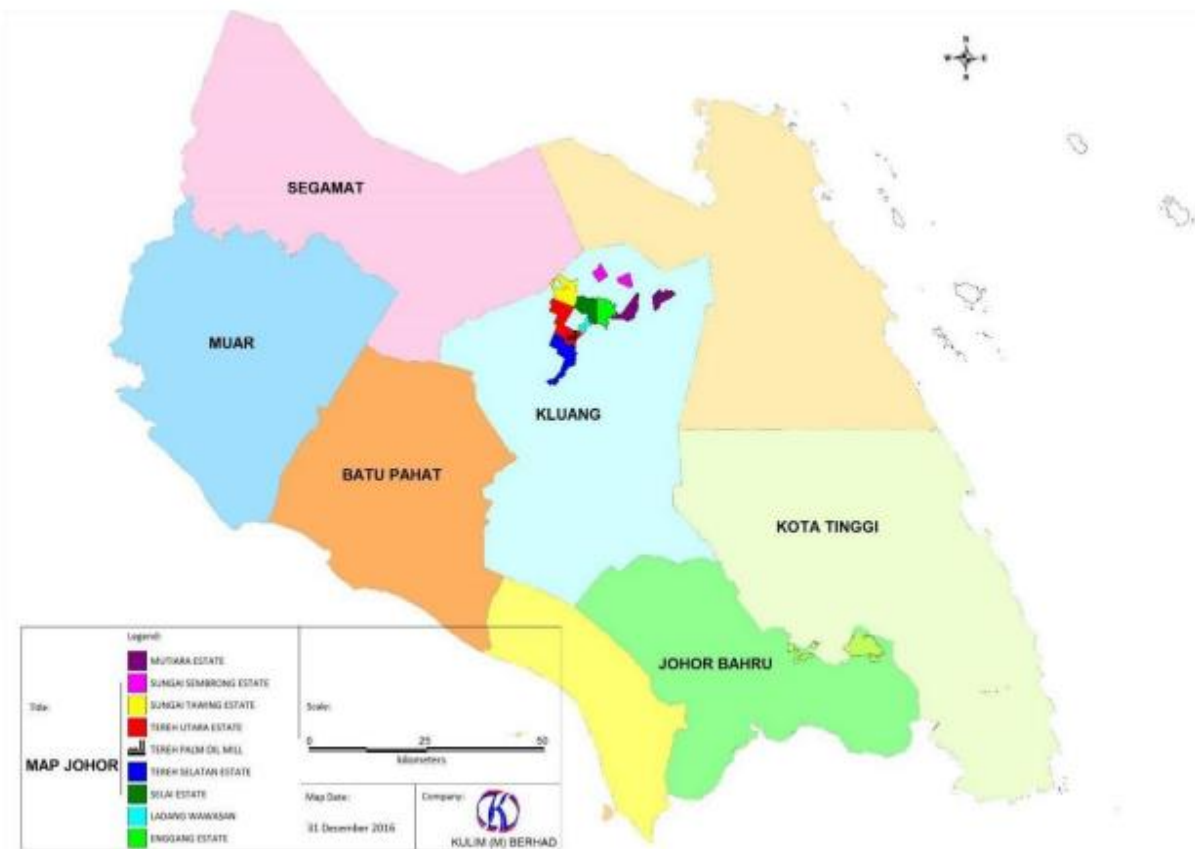 N
W E
S
SEGAMAT
MUAR
KLUANG
BATU PAHAT
KOTA TINGGI
JOHOR BAHRU
Legend:
MUTIARA ESTATE
SUNGAI SEMBRONG ESTATE
SUNGAI TAWING ESTATE
TEREH UTARA ESTATE
TEREH PALM OIL MILL
TEREH SELATAN ESTATE
SELAI ESTATE
LADANG WAWASAN
ENGGANG ESTATE
Title:
MAP JOHOR
Scale:
0 25 50
kilometers
Map Date:
31 Desember 2016
Company:
K
KULIM (M) BERHAD